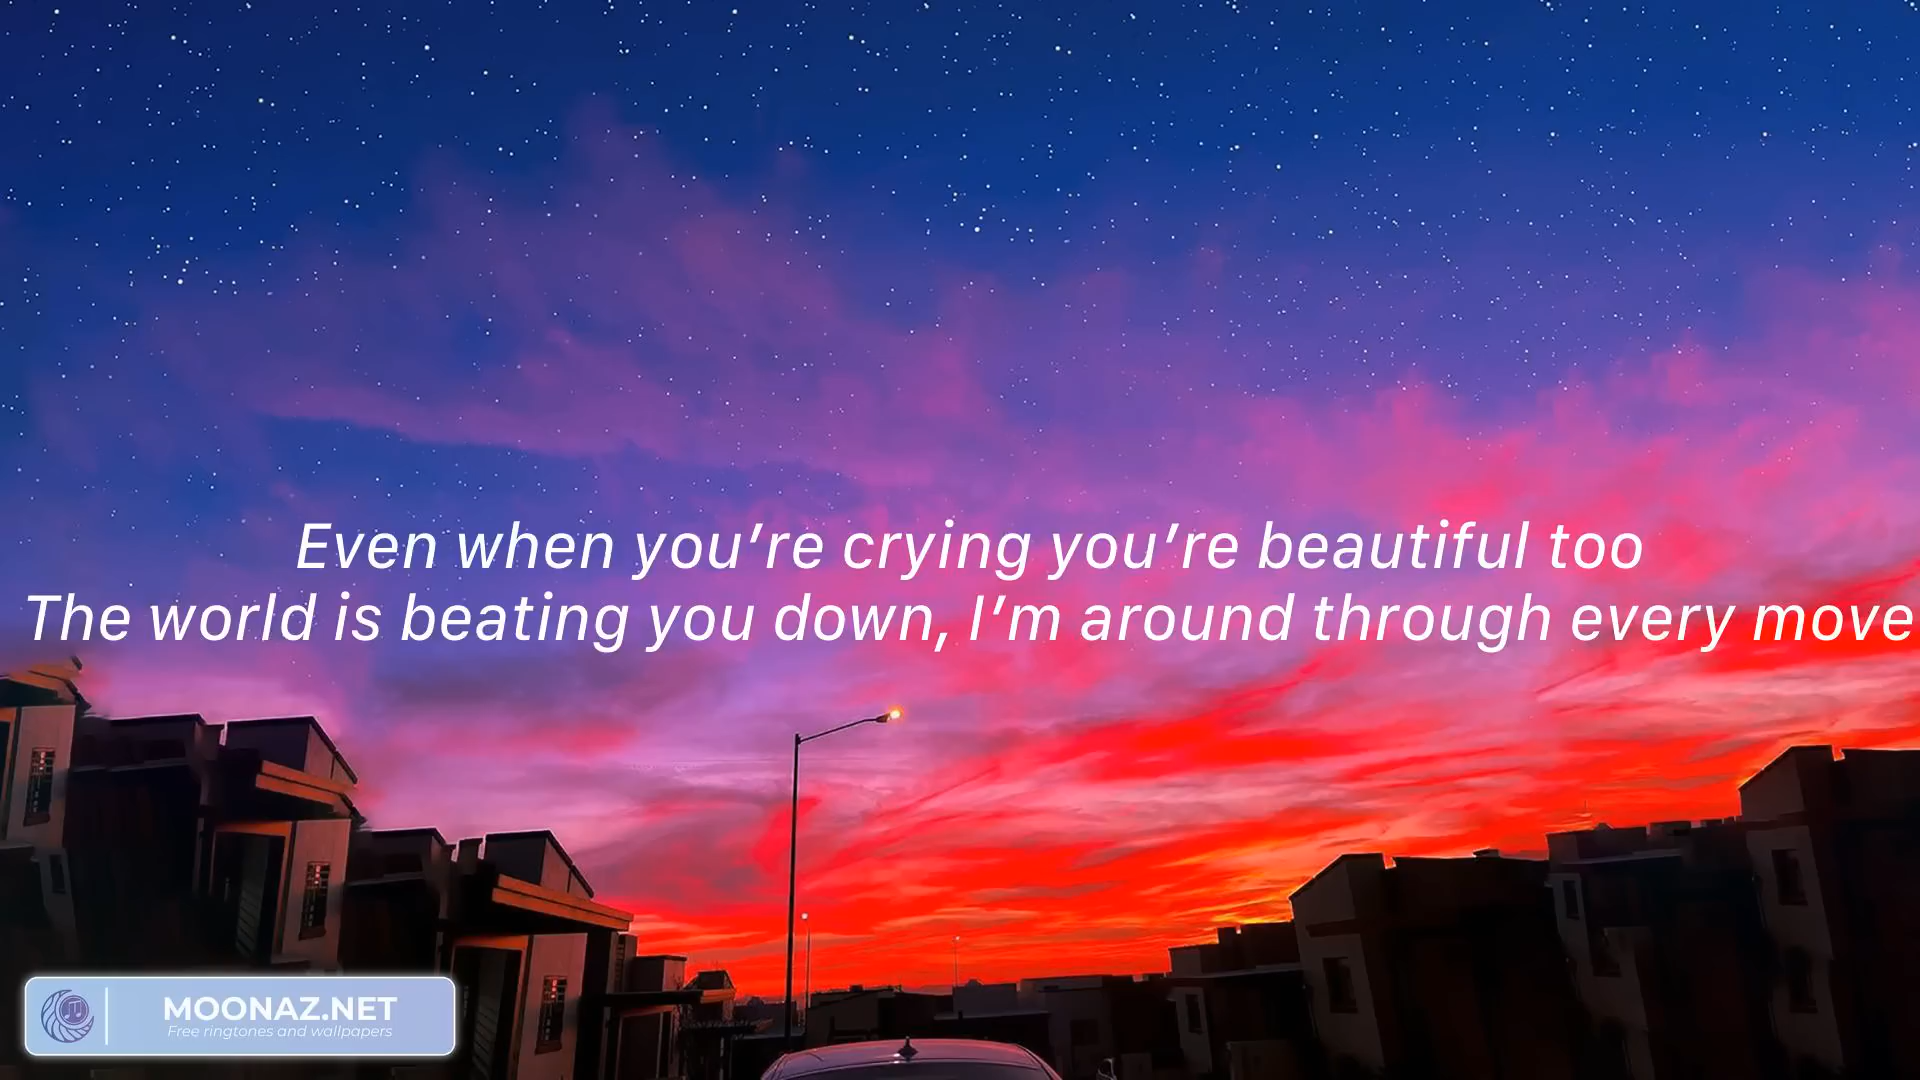 Even when you’re crying you’re beautiful too
The world is beating you down, I’m around through every move
MOONAZ.NET
Free ringtones and wallpapers